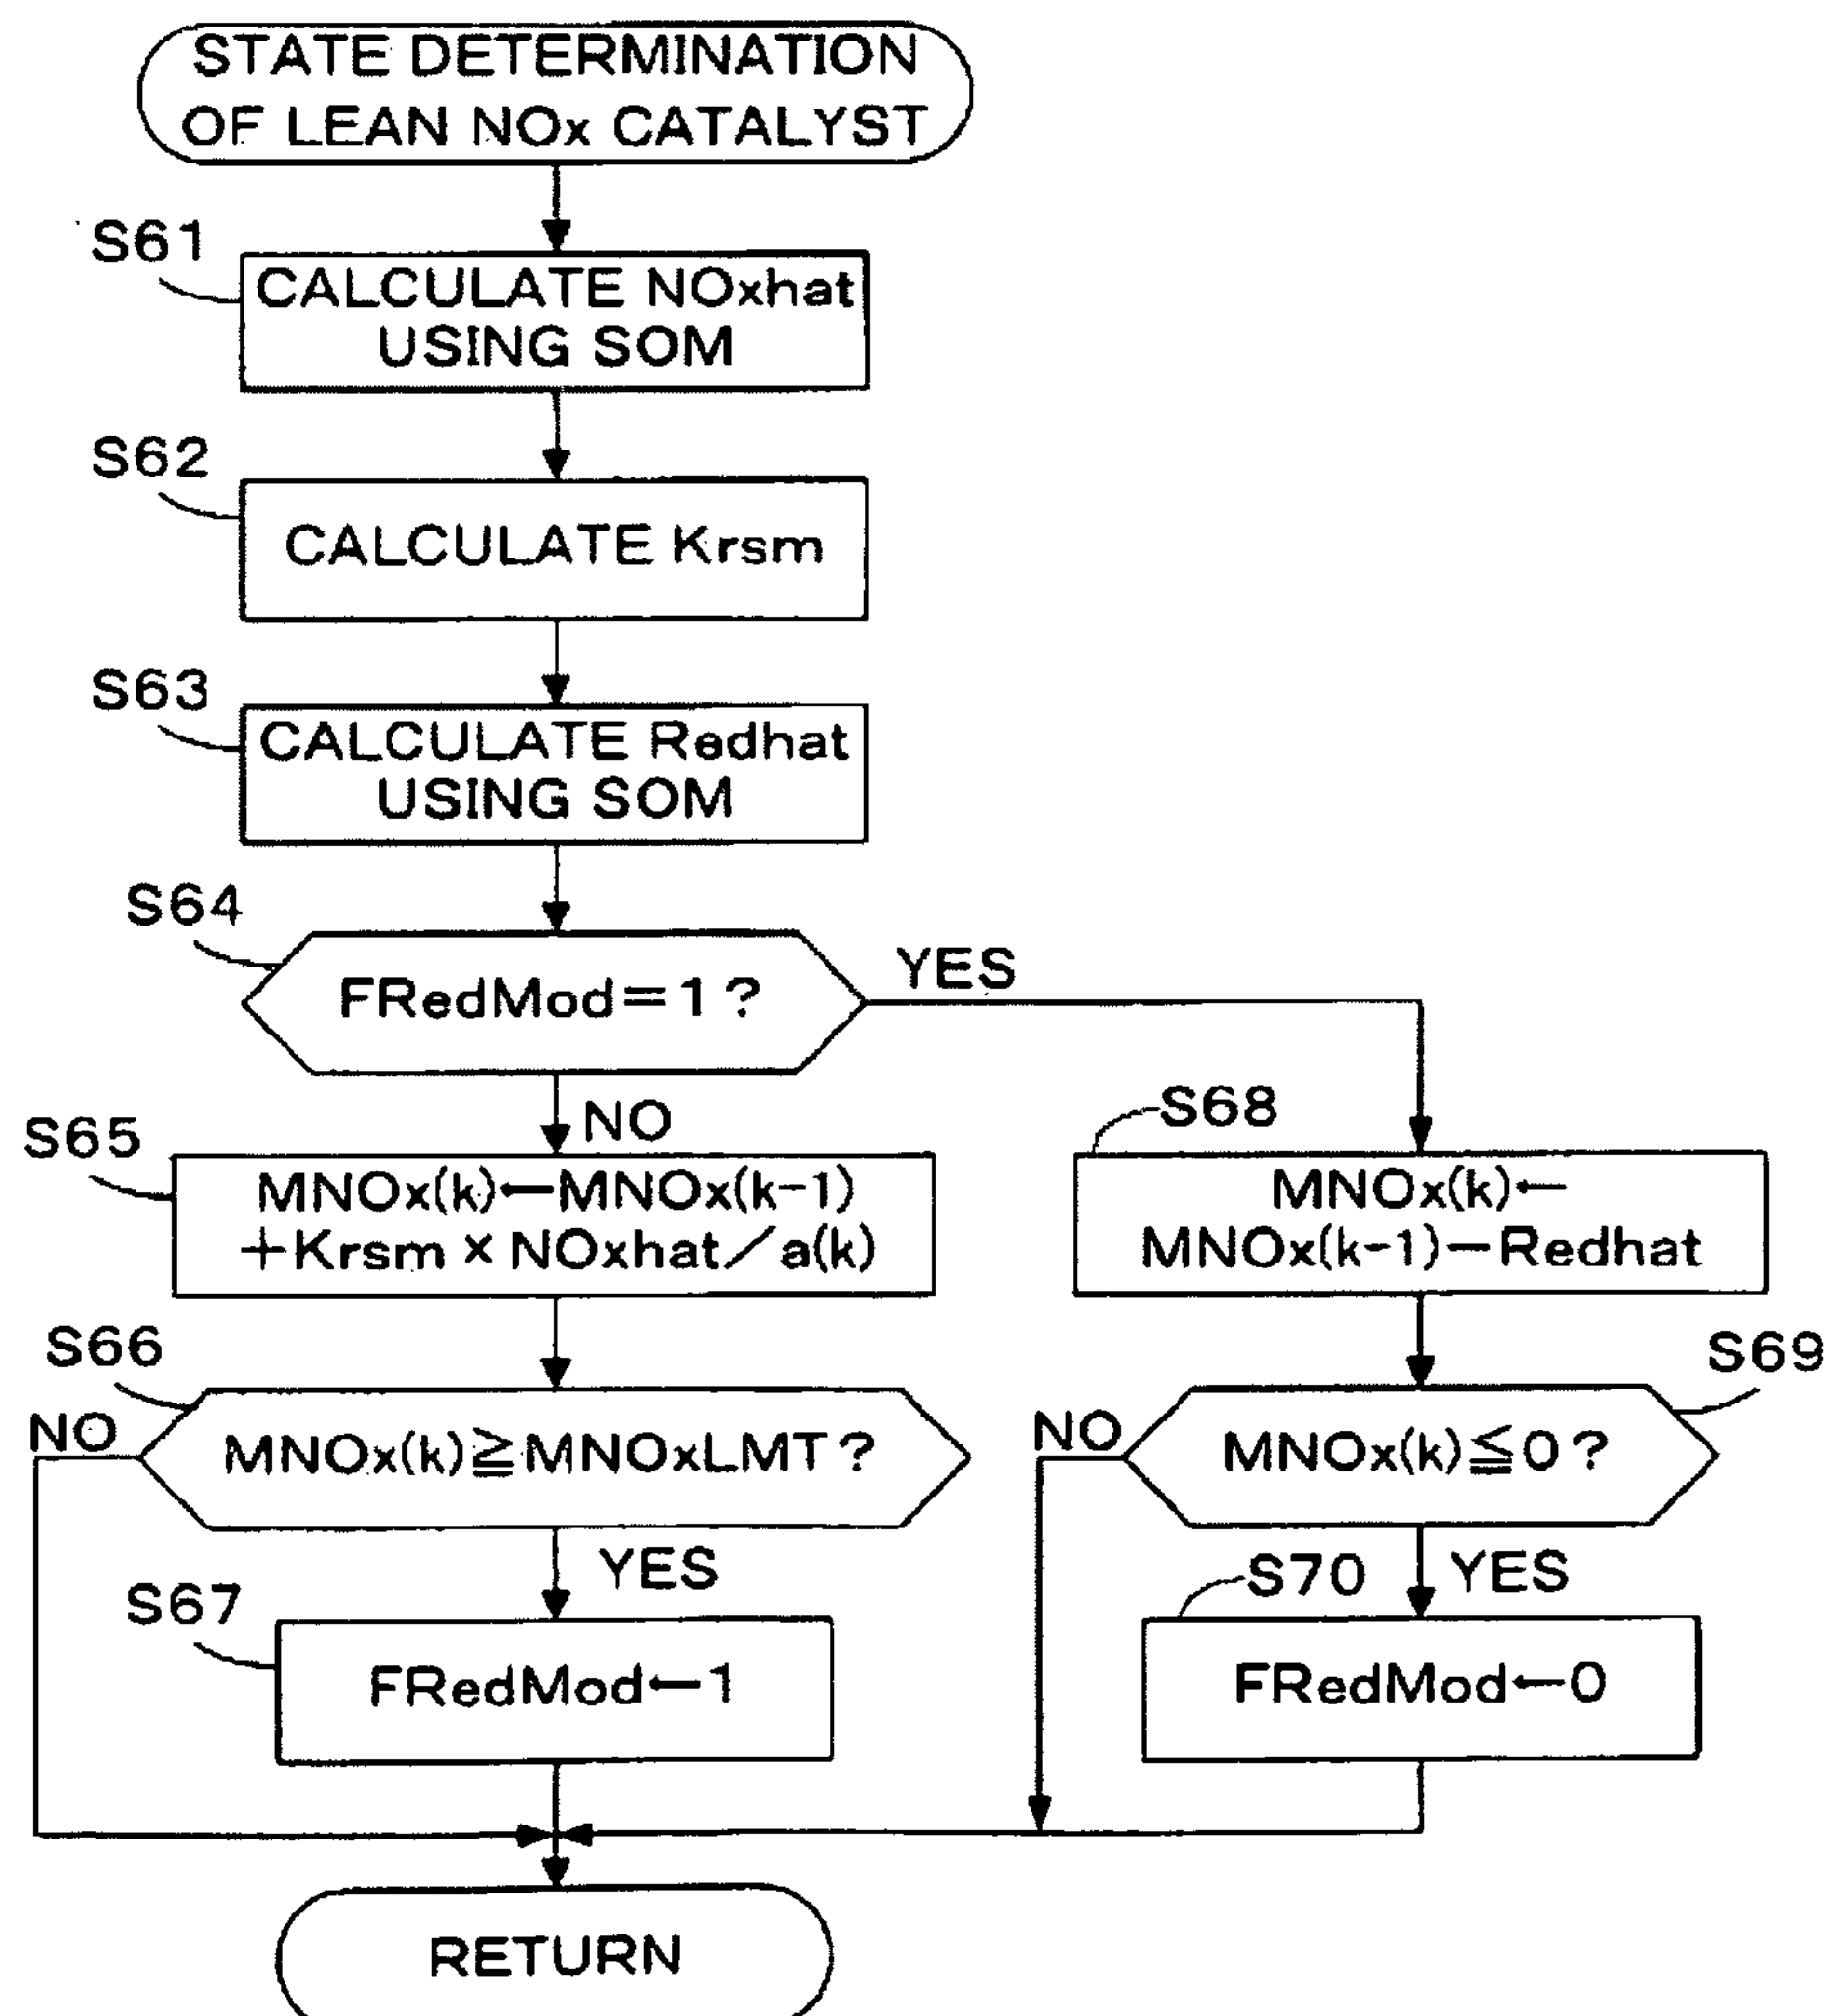 STATE DETERMINATION
OF LEAN NOx CATALYST
S61
CALCULATE NOxhat
USING SOM
S62
CALCULATE Krsm
S63
CALCULATE Redhat
USING SOM
S64
FRedMod=1?
YES
NO
S65
MNOx(k)←MNOx(k-1)
+Krsm×NOxhat/a(k)
S68
MNOx(k)←
MNOx(k-1)-Redhat
S66
NO
MNOx(k)≧MNOxLMT?
YES
S69
NO
MNOx(k)≦0?
YES
S67
FRedMod←1
S70
FRedMod←0
RETURN